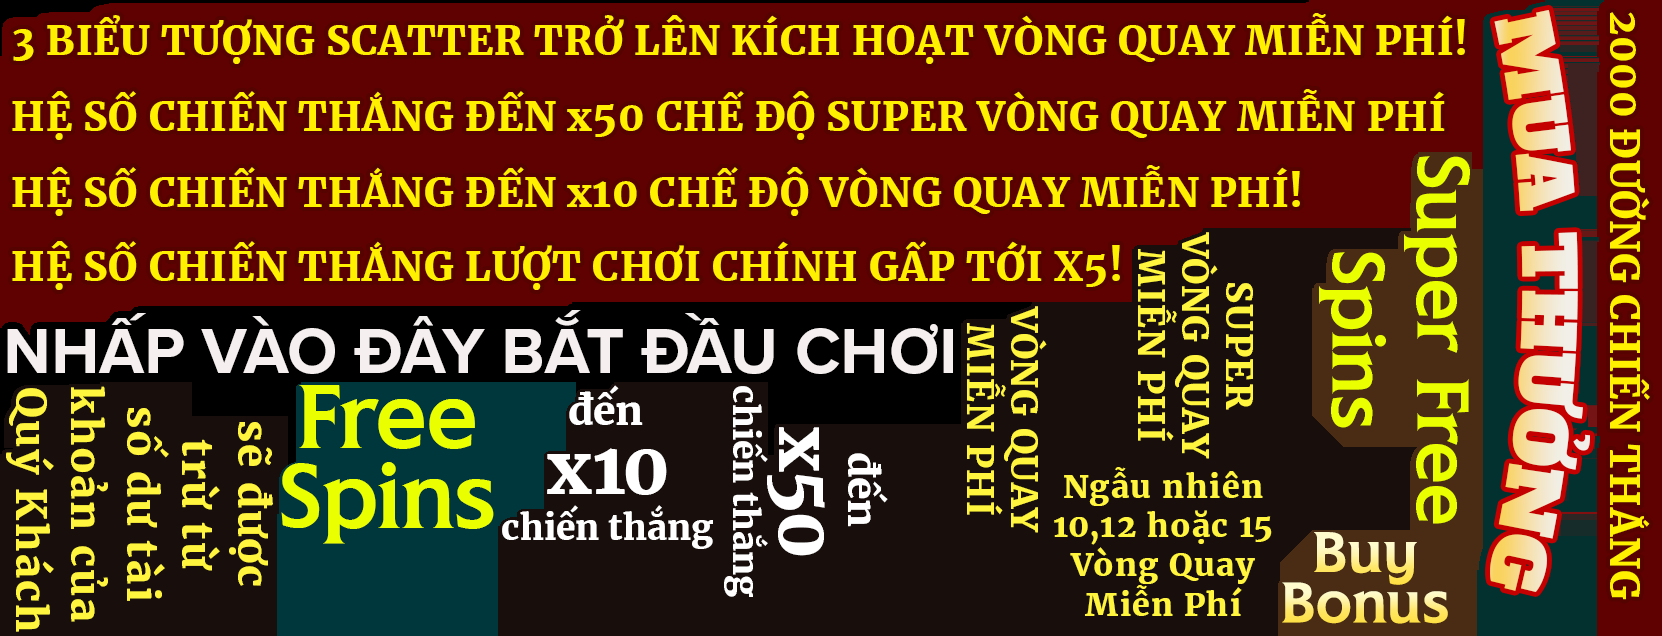 3 BIỂU TƯỢNG SCATTER TRỞ LÊN KÍCH HOẠT VÒNG QUAY MIỄN PHÍ!
HỆ SỐ CHIẾN THẮNG ĐẾN x50 CHẾ ĐỘ SUPER VÒNG QUAY MIỄN PHÍ
HỆ SỐ CHIẾN THẮNG ĐẾN x10 CHẾ ĐỘ VÒNG QUAY MIỄN PHÍ!
HỆ SỐ CHIẾN THẮNG LƯỢT CHƠI CHÍNH GẤP TỚI X5!
NHẤP VÀO ĐÂY BẮT ĐẦU CHƠI
sẽ được
trừ từ
số dư tài
khoản của
Quý Khách
Free
Spins
đến
x10
chiến thắng
đến
x50
chiến thắng
VÒNG QUAY
MIỄN PHÍ
SUPER
VÒNG QUAY
MIỄN PHÍ
Ngẫu nhiên
10,12 hoặc 15
Vòng Quay
Miễn Phí
Super Free
Spins
Buy
Bonus
MUA THƯỞNG
2000 ĐƯỜNG CHIẾN THẮNG